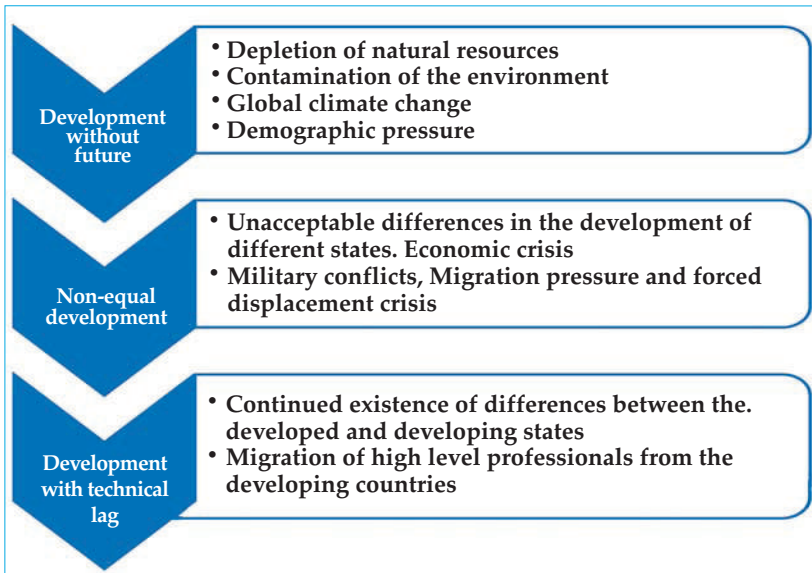 Development
without
future
• Depletion of natural resources
• Contamination of the environment
• Global climate change
• Demographic pressure
Non-equal
development
• Unacceptable differences in the development of
different states. Economic crisis
• Military conflicts, Migration pressure and forced
displacement crisis
Development
with technical
lag
• Continued existence of differences between the.
developed and developing states
• Migration of high level professionals from the
developing countries